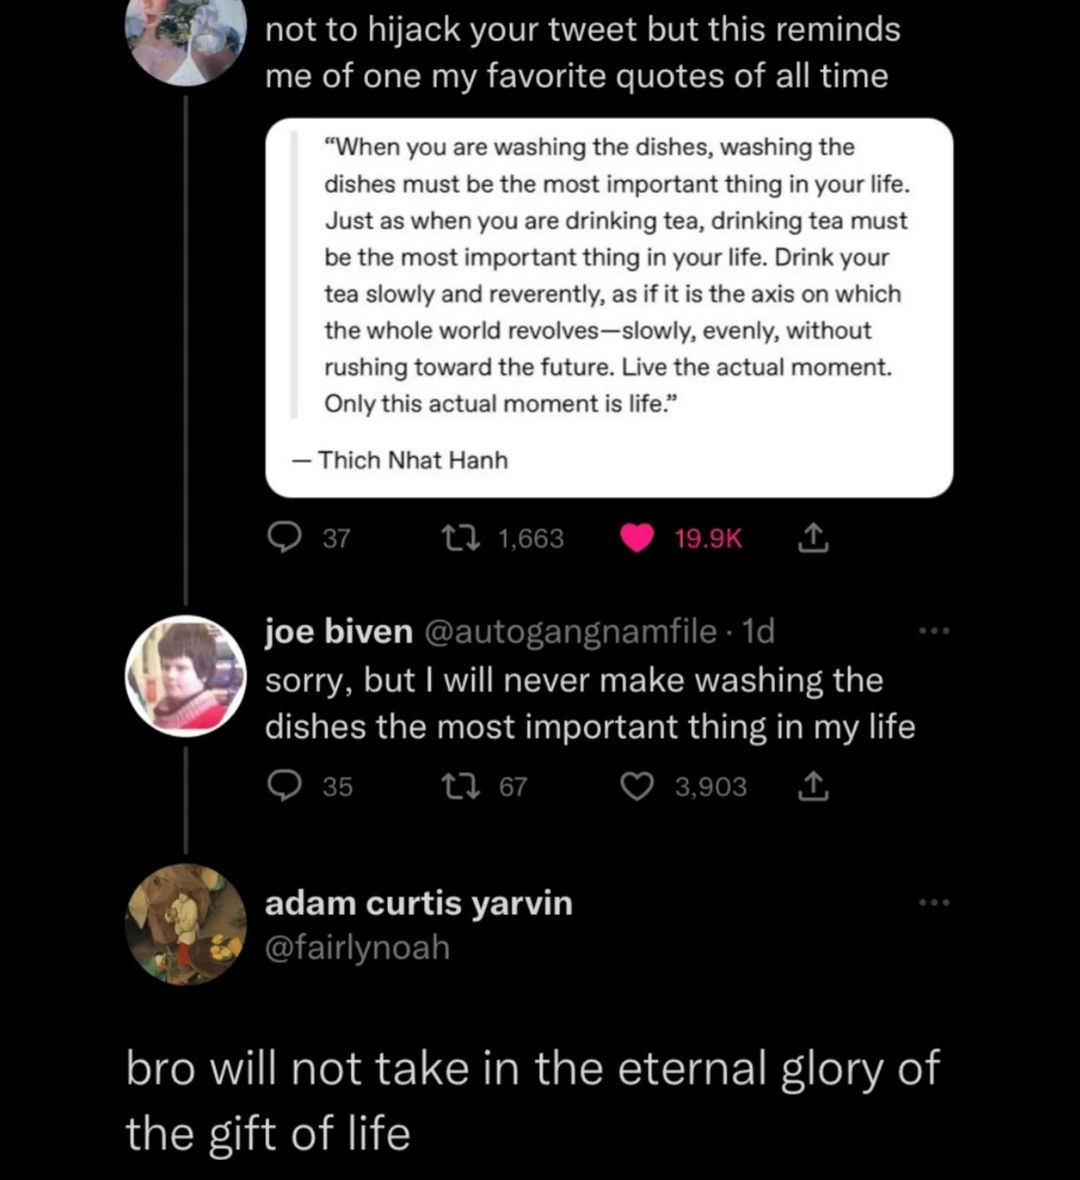 not to hijack your tweet but this reminds
me of one my favorite quotes of all time
“When you are washing the dishes, washing the
dishes must be the most important thing in your life.
Just as when you are drinking tea, drinking tea must
be the most important thing in your life. Drink your
tea slowly and reverently, as if it is the axis on which
the whole world revolves—slowly, evenly, without
rushing toward the future. Live the actual moment.
Only this actual moment is life.”
— Thich Nhat Hanh
37 1,663 19.9K
joe biven @autogangnamfile · 1d
sorry, but I will never make washing the
dishes the most important thing in my life
35 67 3,903
adam curtis yarvin
@fairlynoah
bro will not take in the eternal glory of
the gift of life